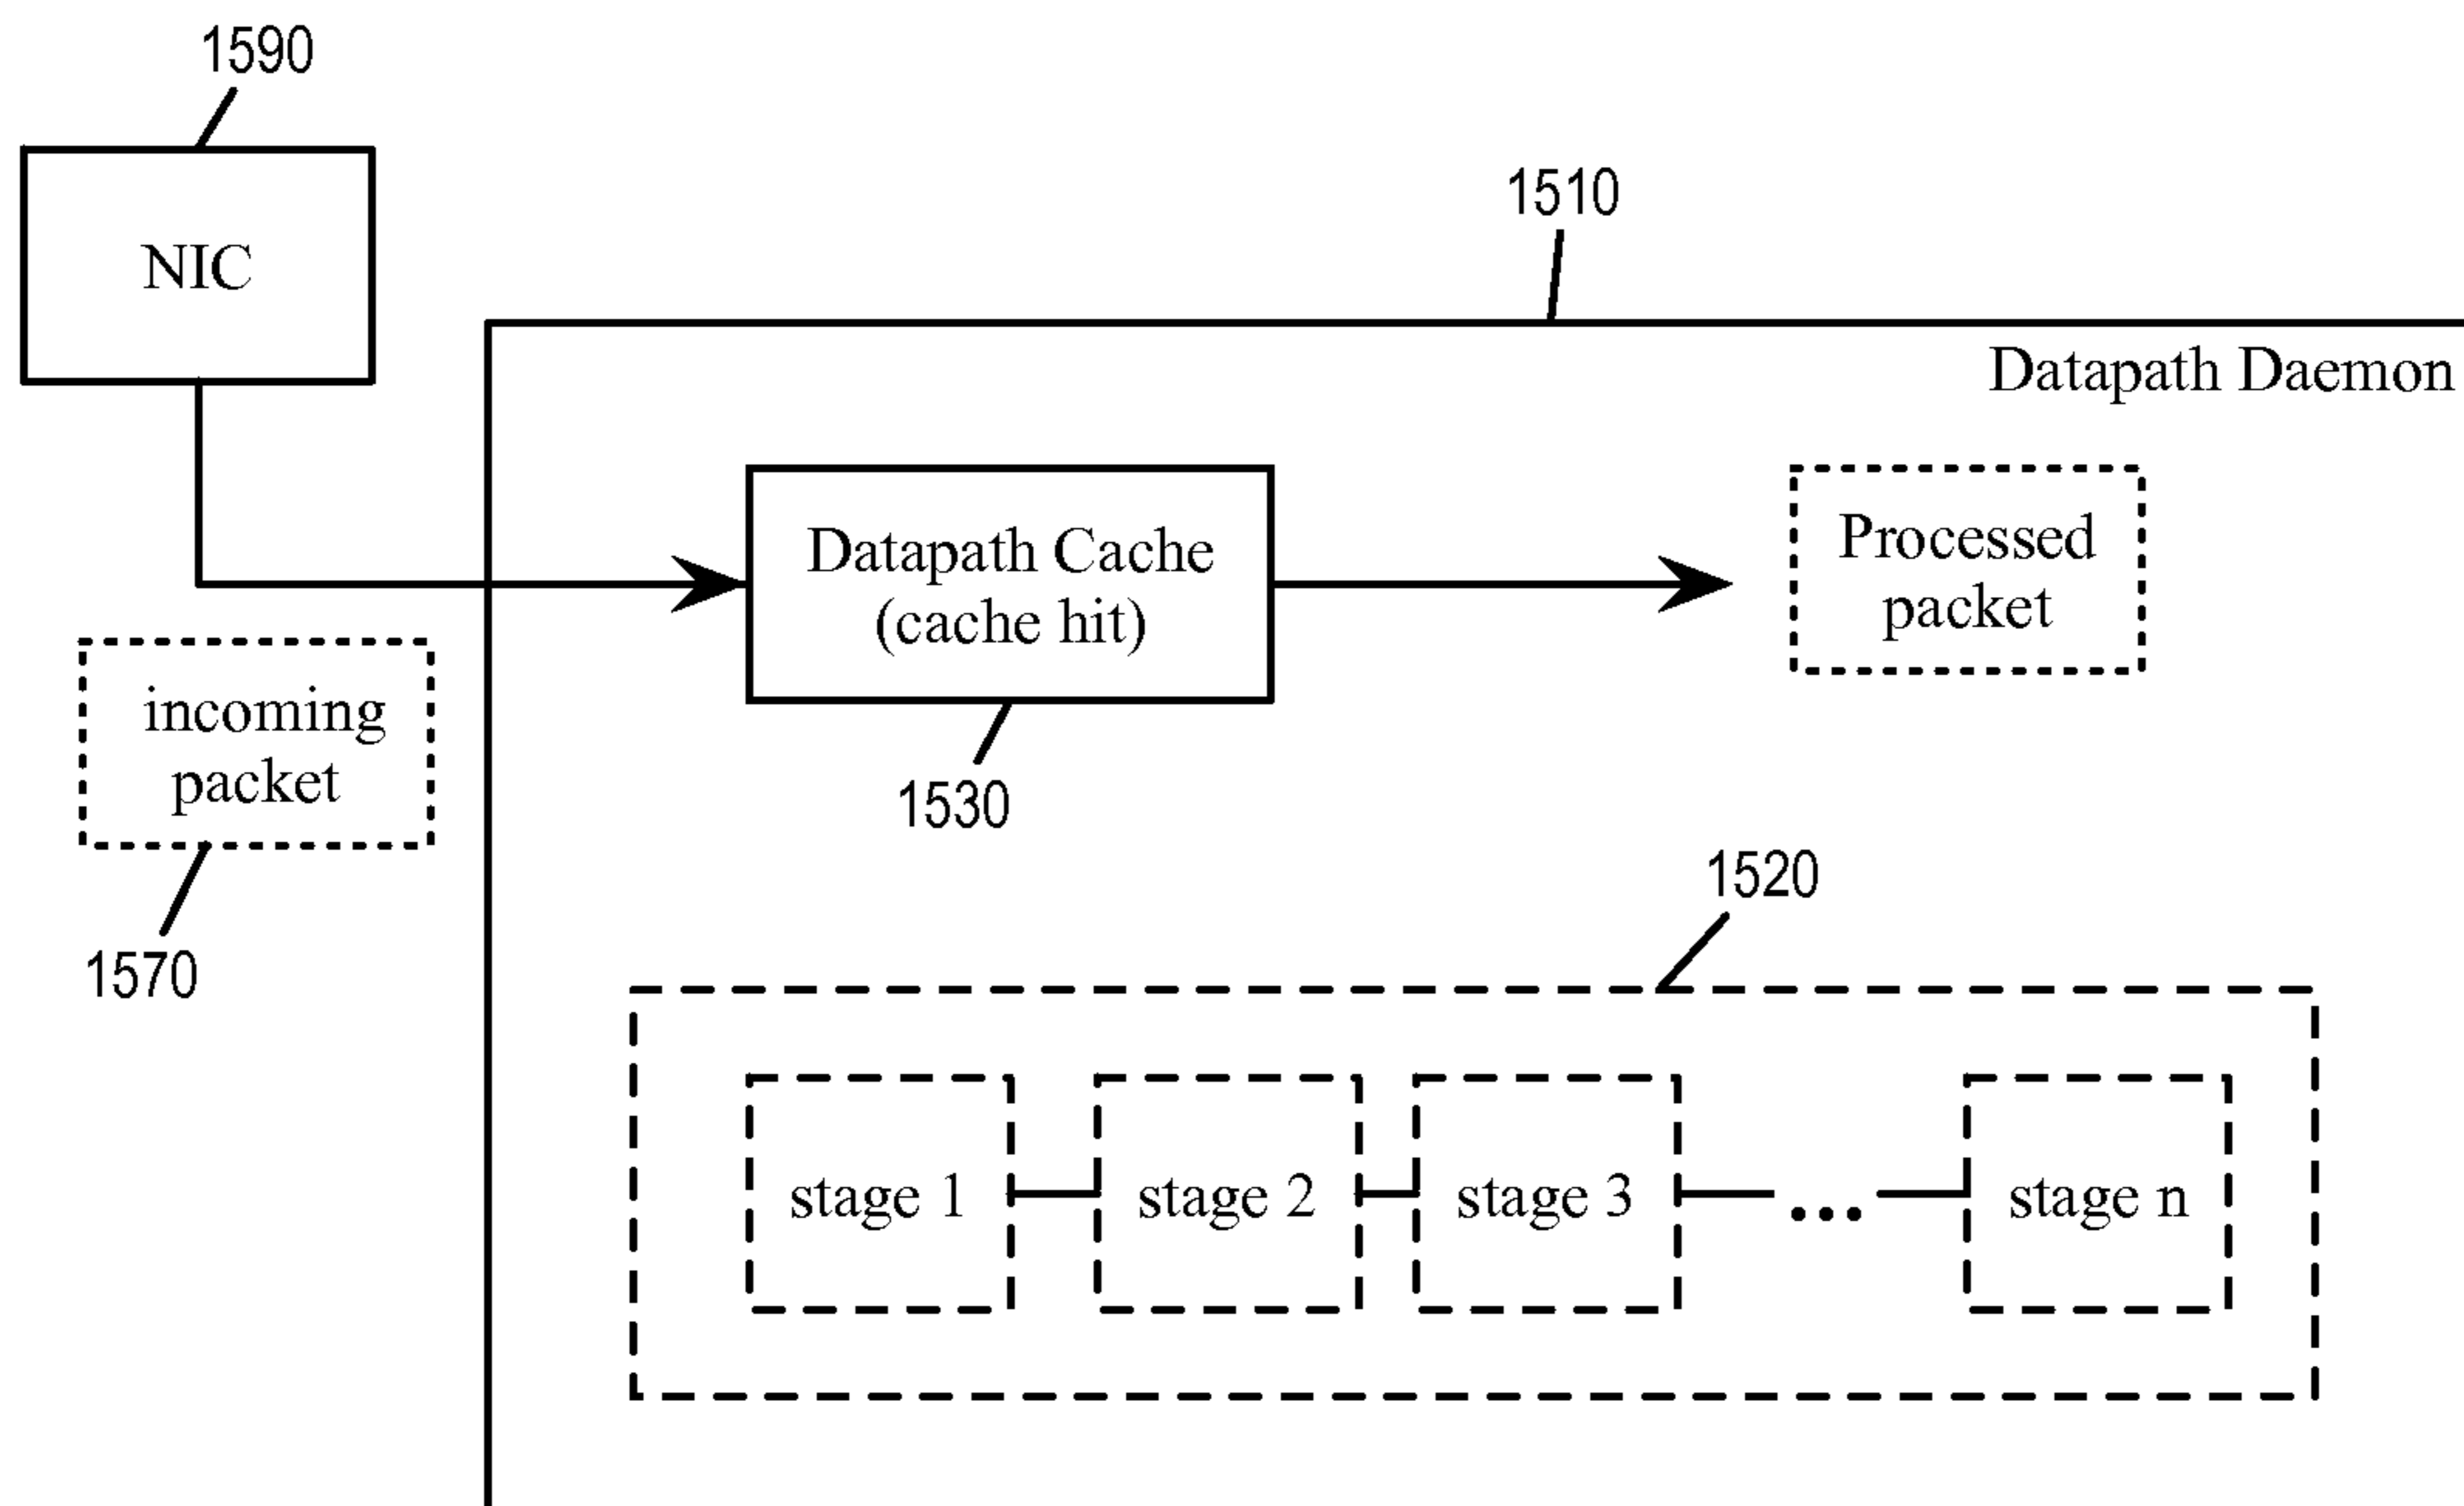 1590
NIC
1510
Datapath Daemon
Datapath Cache
(cache hit)
Processed
packet
incoming
packet
1530
1570
1520
stage 1
stage 2
stage 3
...
stage n